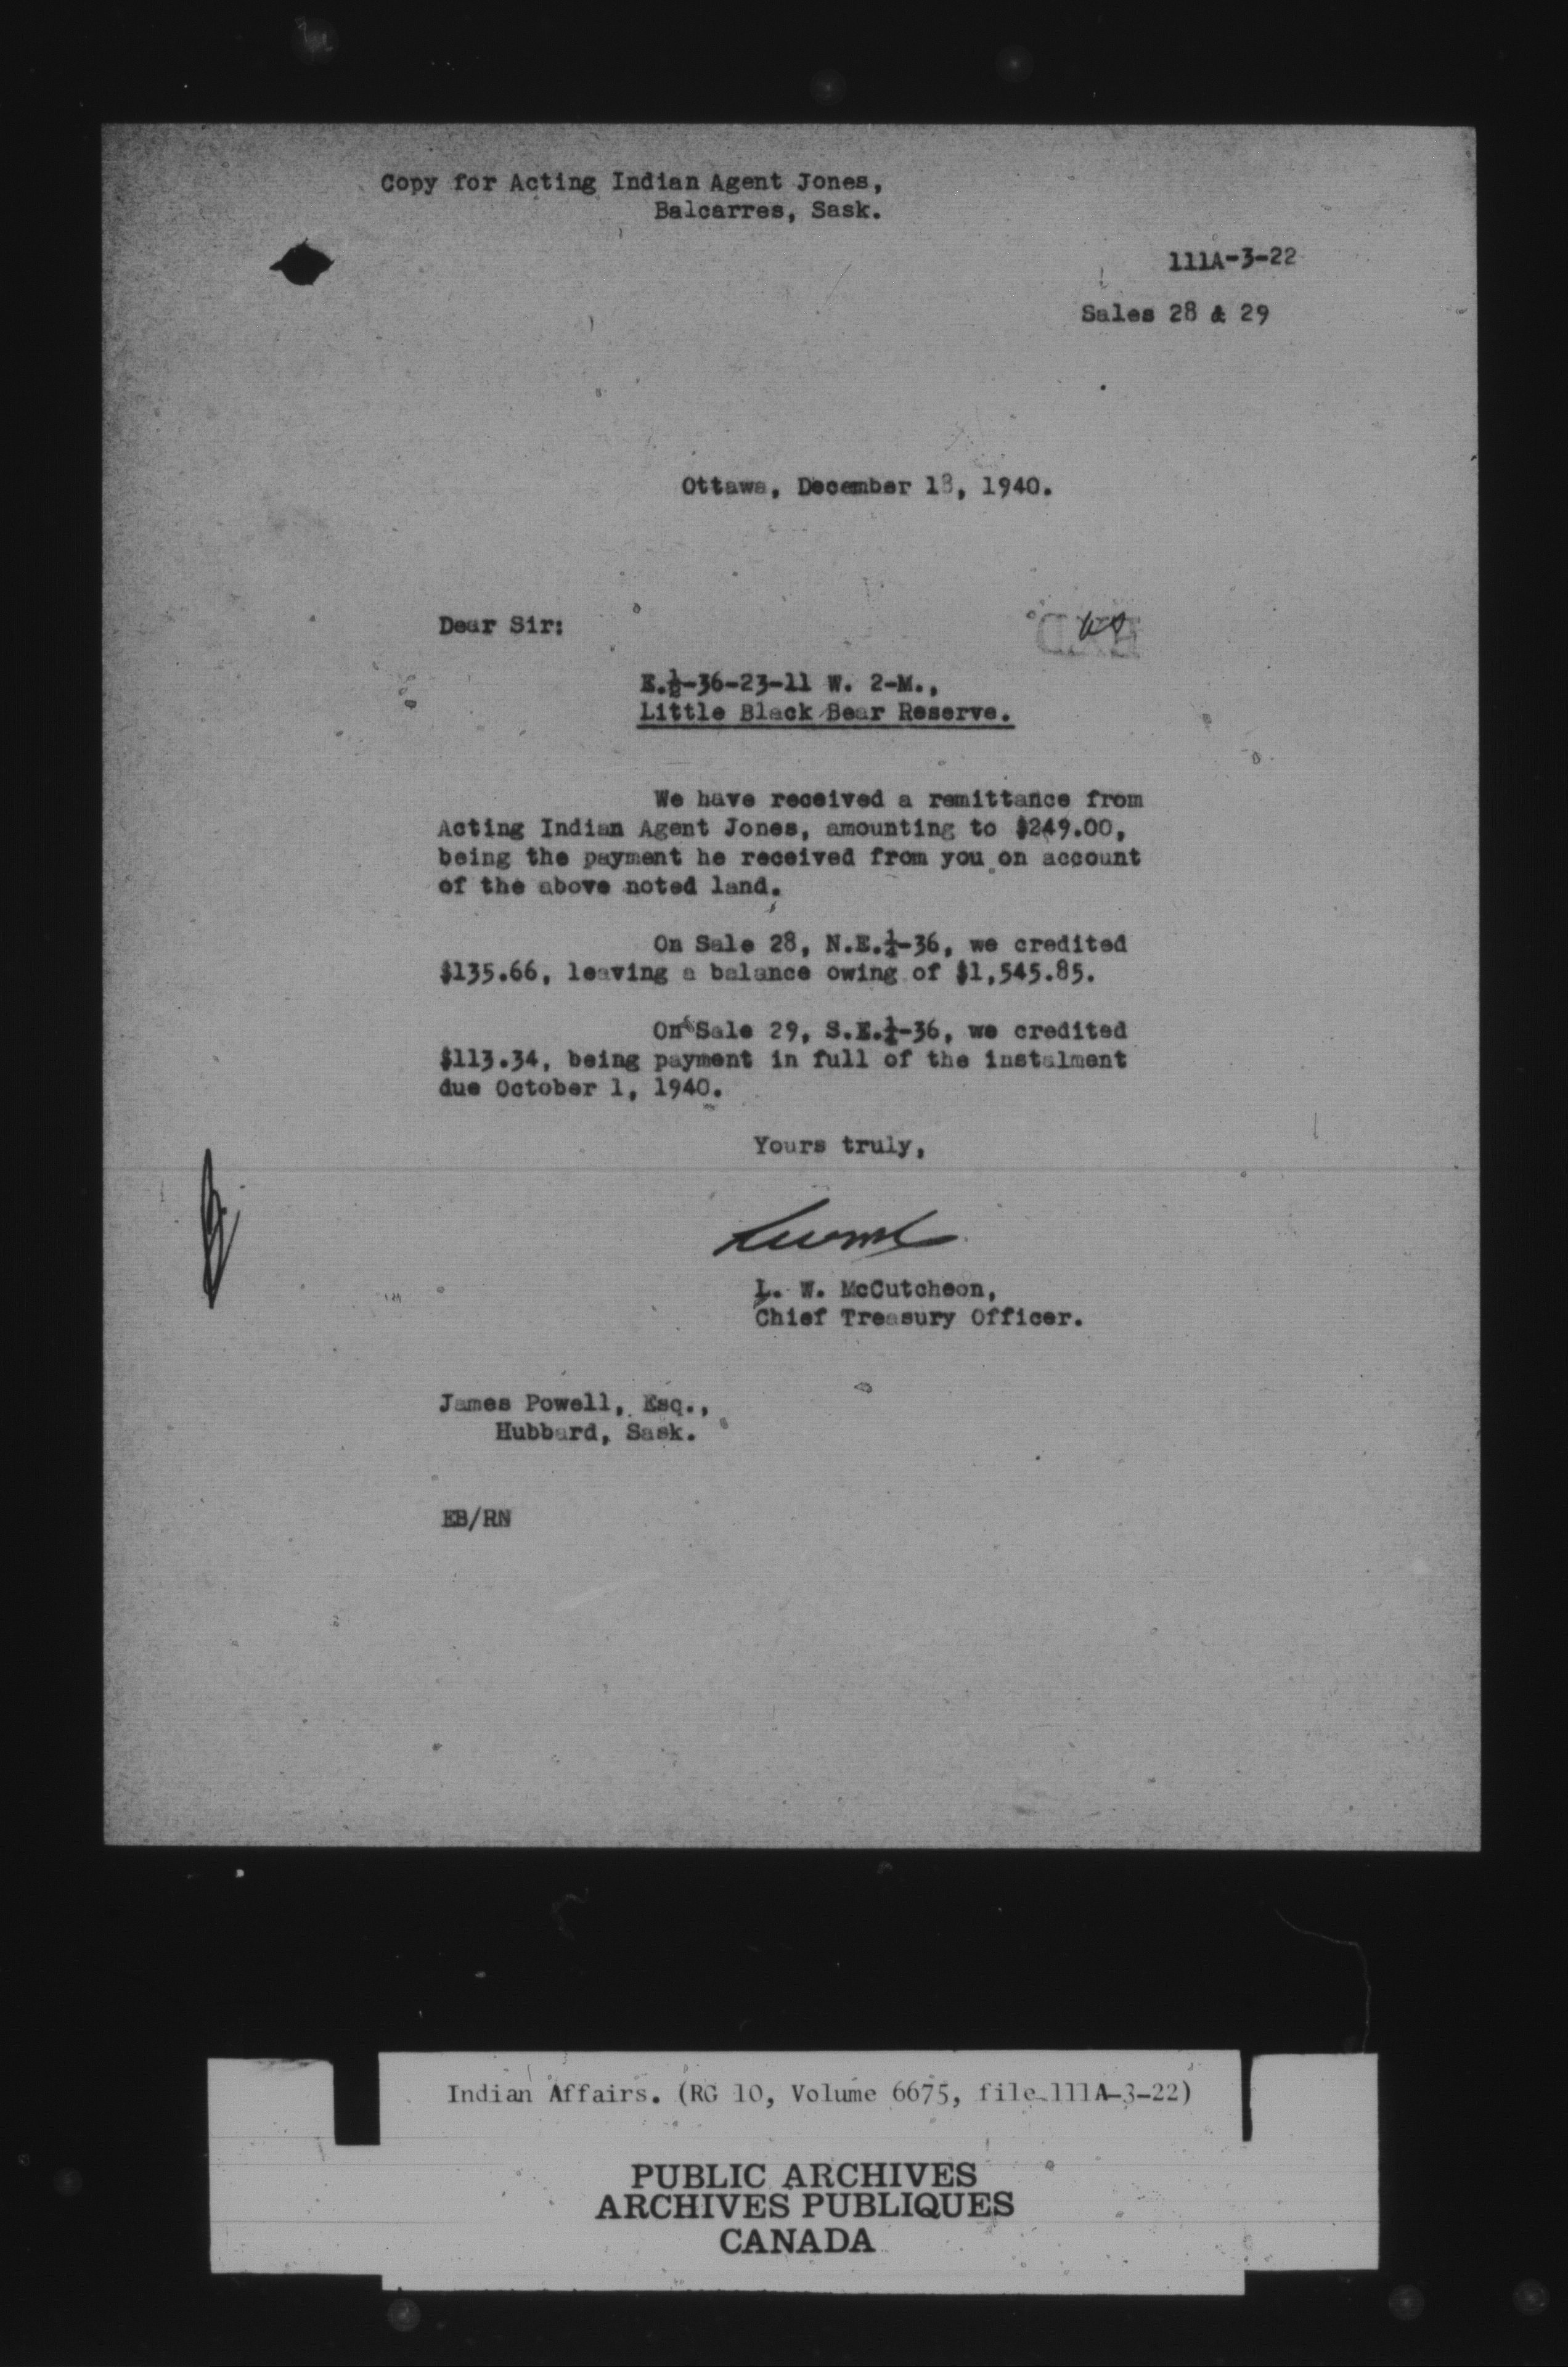 Copy for Acting Indian Agent Jones,
Balcarres, Sask.
111A-3-22
Sales 28 & 29
Ottawa, December 18, 1940.
Dear Sir:
E.½-36-23-11 W. 2-M.,
Little Black Bear Reserve.
We have received a remittance from
Acting Indian Agent Jones, amounting to $249.00,
being the payment he received from you on account
of the above noted land.
On Sale 28, N.E.¼-36, we credited
$135.66, leaving a balance owing of $1,545.85.
On Sale 29, S.E.¼-36, we credited
$113.34, being payment in full of the instalment
due October 1, 1940.
Yours truly,
L. W. McCutcheon,
Chief Treasury Officer.
James Powell, Esq.,
Hubbard, Sask.
EB/RN
Indian Affairs. (RG 10, Volume 6675, file 111A-3-22)
PUBLIC ARCHIVES
ARCHIVES PUBLIQUES
CANADA